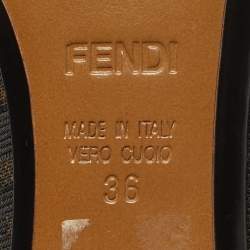 FENDI
MADE IN ITALY
VERO CUOIO
36